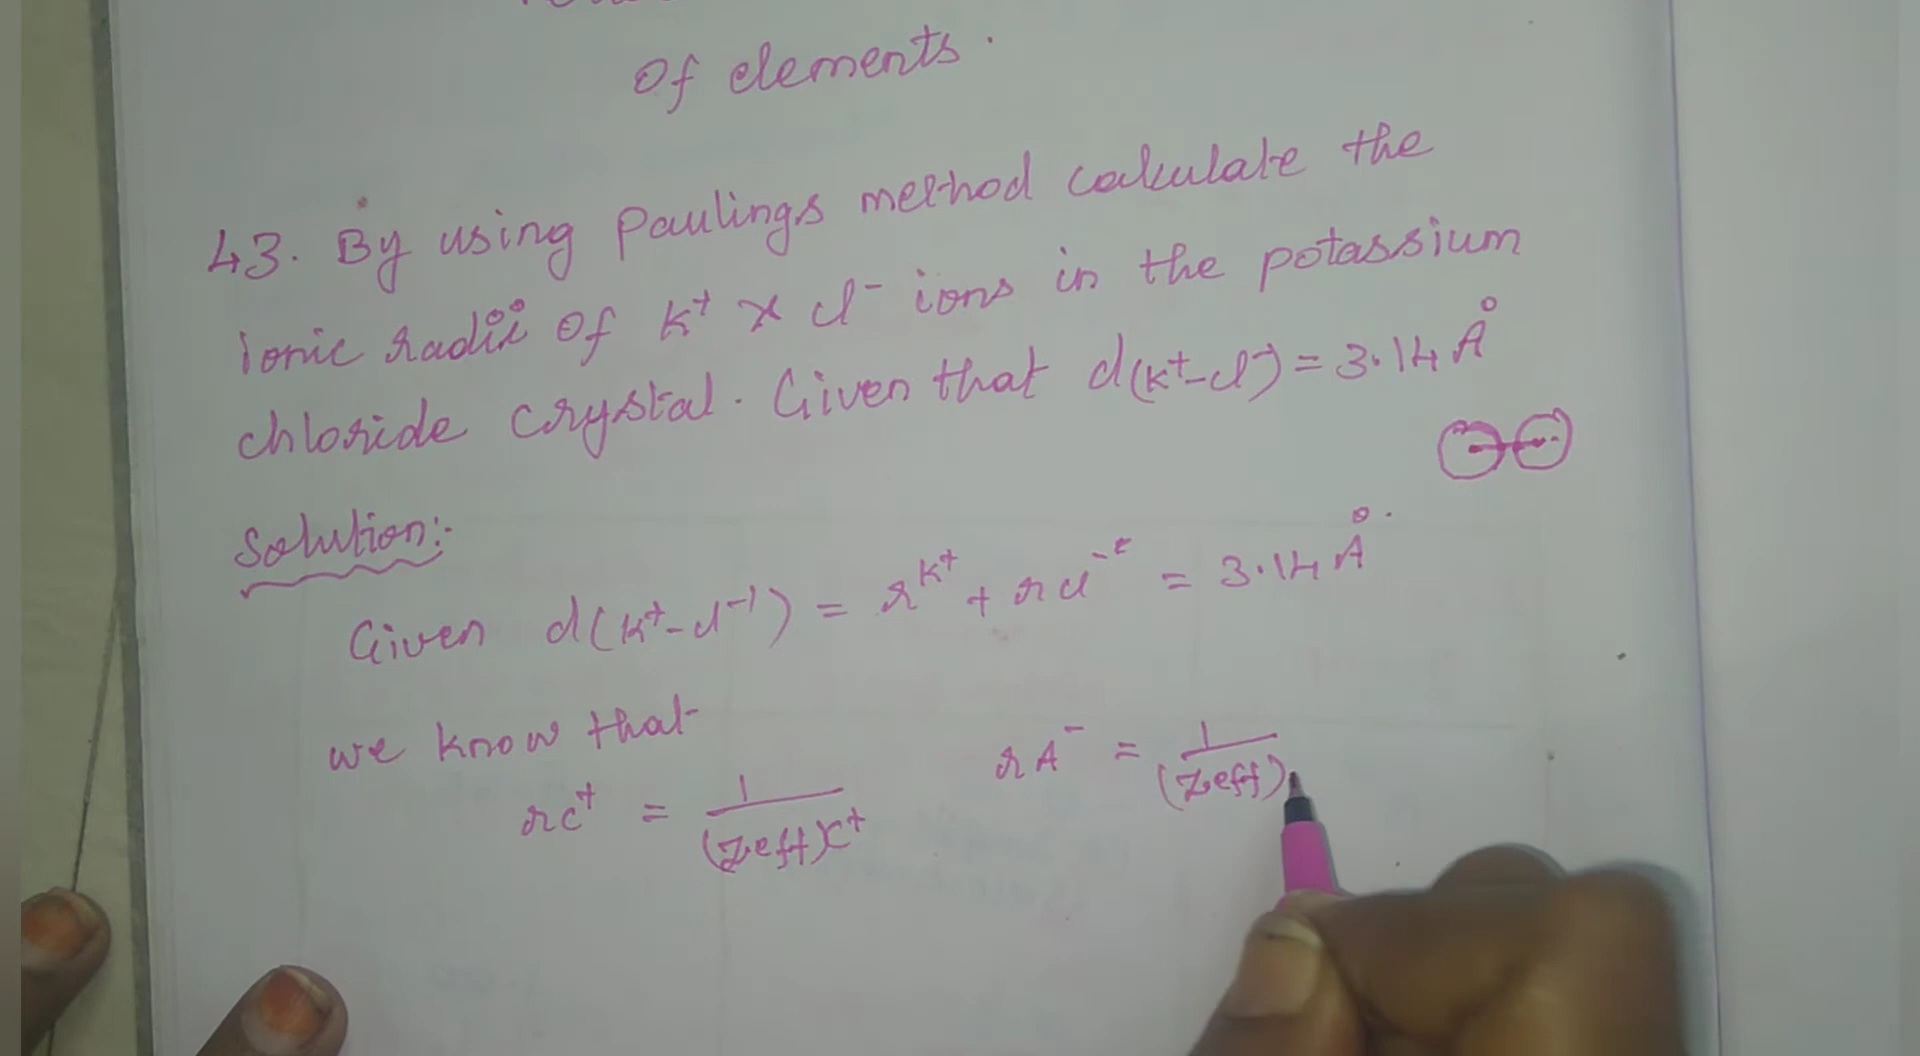 Of elements.
43. By using Paulings method calculate the
ionic radii of K⁺ & Cl⁻ ions in the potassium
chloride crystal. Given that d(K⁺-Cl⁻) = 3.14 Å
Solution:-
Given d(K⁺-Cl⁻¹) = rK⁺ + rCl⁻ = 3.14 Å.
we know that
rC⁺ = 1/(Zeff)C⁺ rA⁻ = 1/(Zeff)